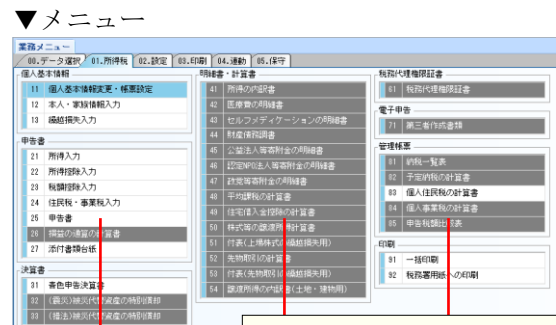 ▼メニュー
業務メニュー
00.データ選択 01.所得税 02.設定 03.印刷 04.連動 05.保守
個人基本情報
11 個人基本情報変更・帳票設定
12 本人・家族情報入力
13 繰越損失入力
申告書
21 所得入力
22 所得控除入力
23 税額控除入力
24 住民税・事業税入力
25 申告書
26 損益の通算の計算書
27 添付書類台紙
決算書
31 青色申告決算書
32 (震災)被災代替資産の特別償却
33 (措法)被災代替資産の特別償却
明細書・計算書
41 所得の内訳書
42 医療費の明細書
43 セルフメディケーションの明細書
44 財産債務調書
45 公益法人等寄附金の明細書
46 認定NPO法人等寄附金の明細書
47 政党等寄附金の明細書
48 平均課税の計算書
49 住宅借入金控除の計算書
50 株式等の譲渡所得計算書
51 付表(上場株式の繰越損失用)
52 先物取引の計算書
53 付表(先物取引の繰越損失用)
54 譲渡所得の内訳書(土地・建物用)
税務代理権限証書
61 税務代理権限証書
電子申告
71 第三者作成書類
管理帳票
81 納税一覧表
82 予定納税の計算書
83 個人住民税の計算書
84 個人事業税の計算書
85 申告税額比較表
印刷
91 一括印刷
92 税務署用紙への印刷